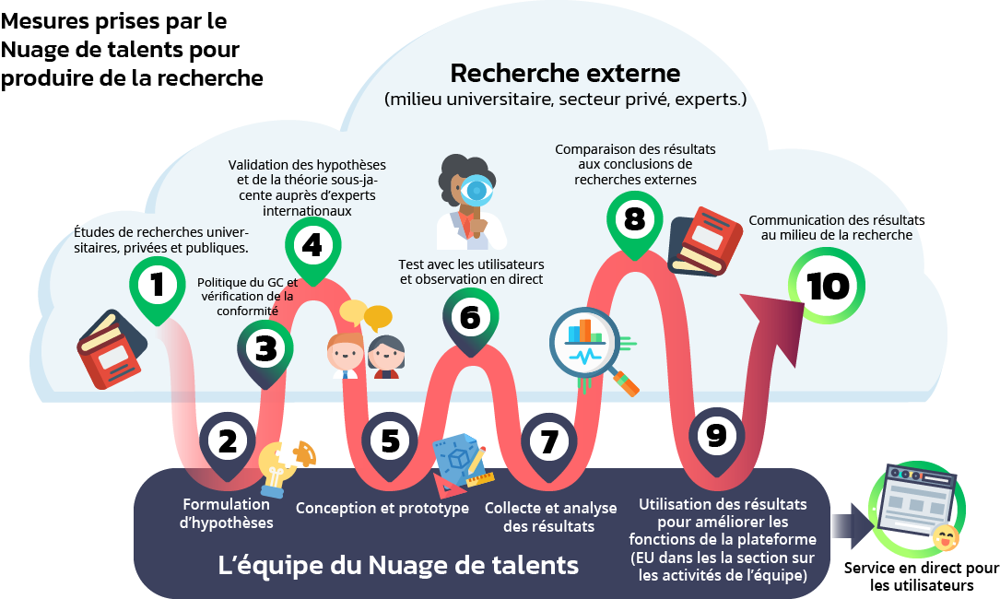 Mesures prises par le
Nuage de talents pour
produire de la recherche
Recherche externe
(milieu universitaire, secteur privé, experts.)
Études de recherches univer-
sitaires, privées et publiques.
1
Formulation
d’hypothèses
2
Politique du GC et
vérification de la
conformité
3
Validation des hypothèses
et de la théorie sous-ja-
cente auprès d’experts
internationaux
4
Conception et prototype
5
Test avec les utilisateurs
et observation en direct
6
Collecte et analyse
des résultats
7
Comparaison des résultats
aux conclusions de
recherches externes
8
Utilisation des résultats
pour améliorer les
fonctions de la plateforme
(EU dans les la section sur
les activités de l’équipe)
9
Communication des résultats
au milieu de la recherche
10
L’équipe du Nuage de talents
Service en direct pour
les utilisateurs